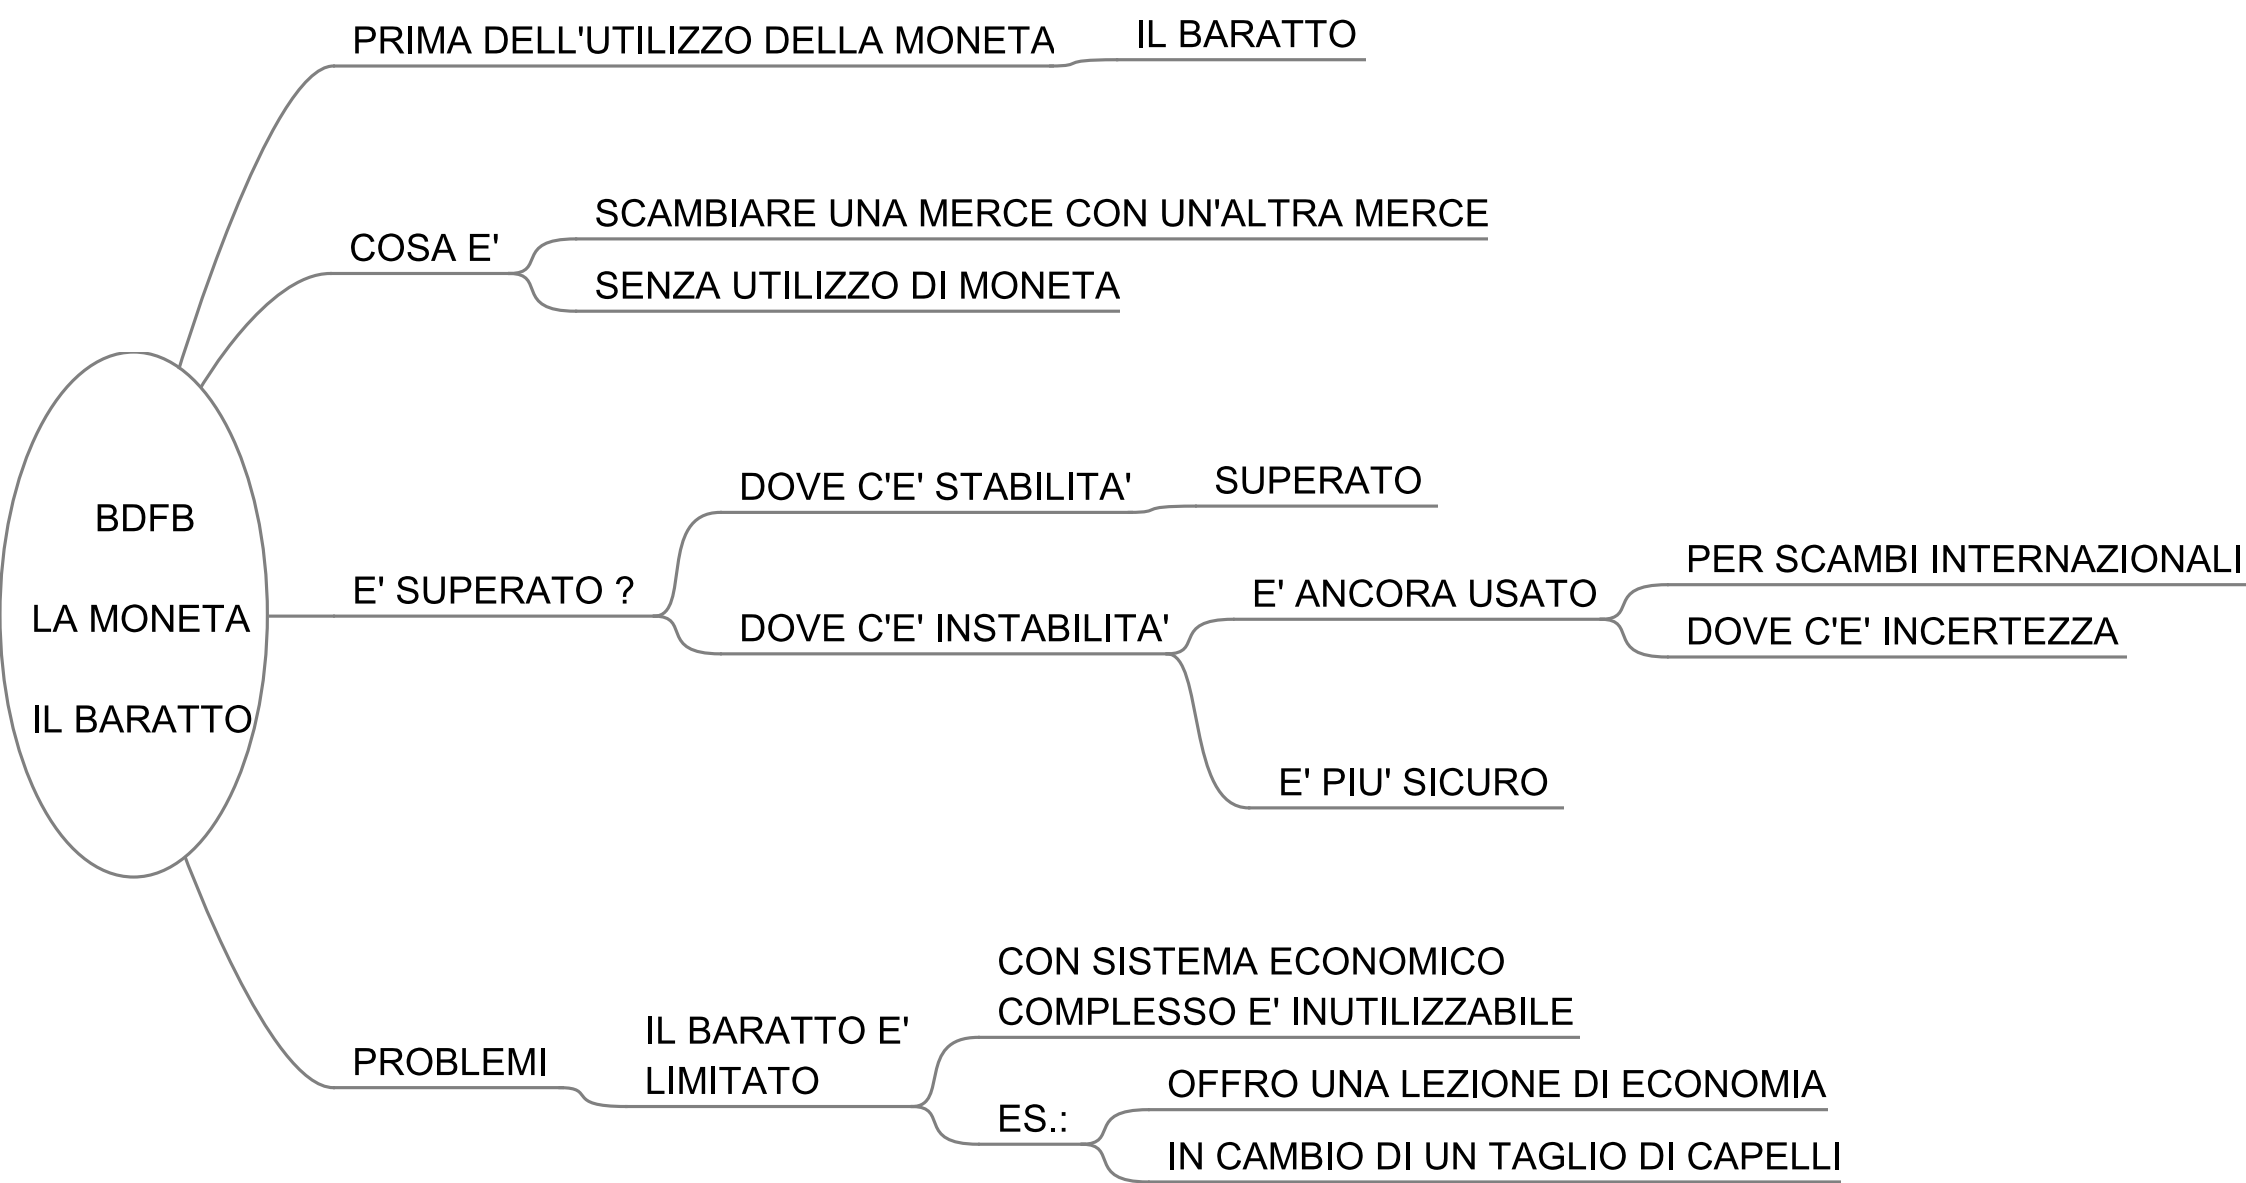 PRIMA DELL'UTILIZZO DELLA MONETA
IL BARATTO
COSA E'
SCAMBIARE UNA MERCE CON UN'ALTRA MERCE
SENZA UTILIZZO DI MONETA
BDFB
LA MONETA
IL BARATTO
E' SUPERATO ?
DOVE C'E' STABILITA'
SUPERATO
DOVE C'E' INSTABILITA'
E' ANCORA USATO
PER SCAMBI INTERNAZIONALI
DOVE C'E' INCERTEZZA
E' PIU' SICURO
PROBLEMI
IL BARATTO E'
LIMITATO
CON SISTEMA ECONOMICO
COMPLESSO E' INUTILIZZABILE
ES.:
OFFRO UNA LEZIONE DI ECONOMIA
IN CAMBIO DI UN TAGLIO DI CAPELLI